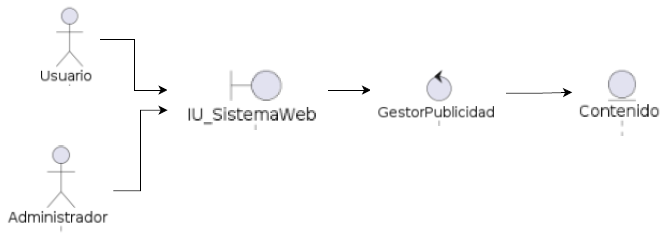 Usuario
IU_SistemaWeb
GestorPublicidad
Contenido
Administrador